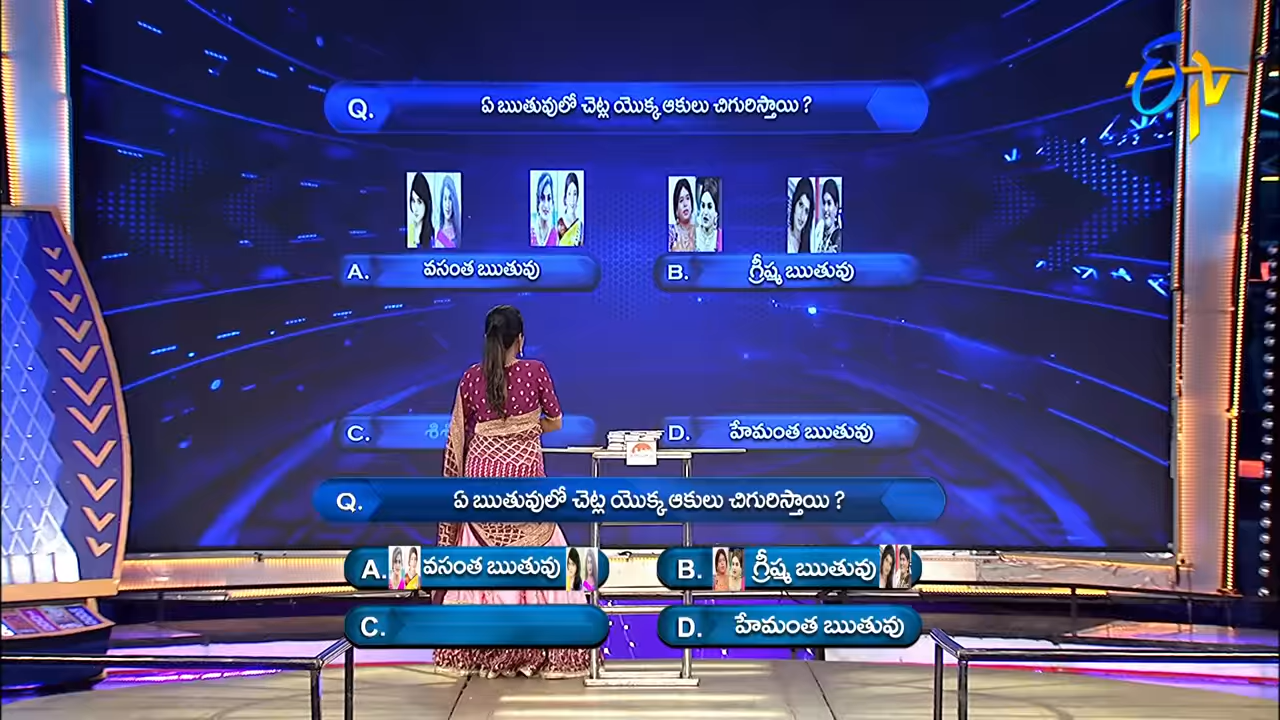 ETV
Q. ఏ ఋతువులో చెట్ల యొక్క ఆకులు చిగురిస్తాయి ?
A. వసంత ఋతువు
B. గ్రీష్మ ఋతువు
C.
D. హేమంత ఋతువు
Q. ఏ ఋతువులో చెట్ల యొక్క ఆకులు చిగురిస్తాయి ?
A. వసంత ఋతువు
B. గ్రీష్మ ఋతువు
C.
D. హేమంత ఋతువు